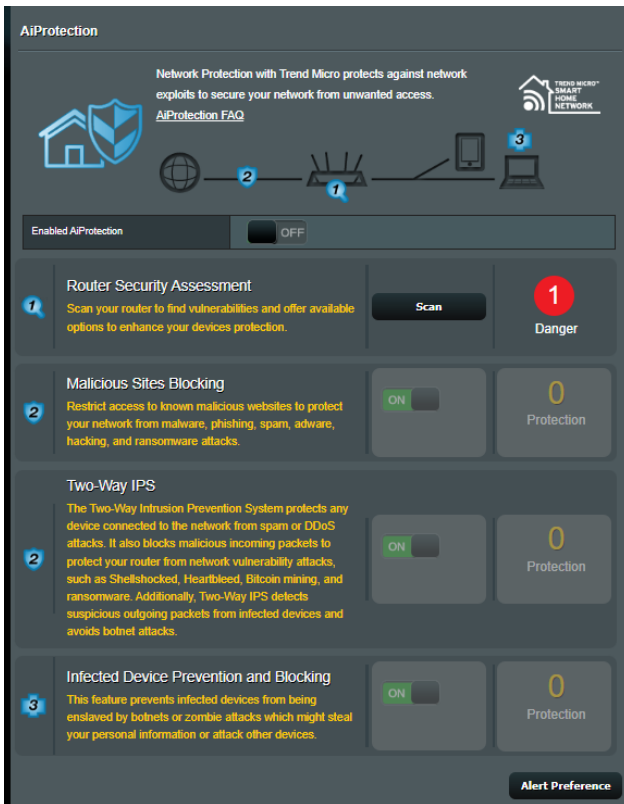 AiProtection
Network Protection with Trend Micro protects against network
exploits to secure your network from unwanted access.
AiProtection FAQ
TREND MICRO™
SMART
HOME
NETWORK
3
2
1
Enabled AiProtection
OFF
1
Router Security Assessment
Scan your router to find vulnerabilities and offer available
options to enhance your devices protection.
Scan
1
Danger
2
Malicious Sites Blocking
Restrict access to known malicious websites to protect
your network from malware, phishing, spam, adware,
hacking, and ransomware attacks.
ON
0
Protection
2
Two-Way IPS
The Two-Way Intrusion Prevention System protects any
device connected to the network from spam or DDoS
attacks. It also blocks malicious incoming packets to
protect your router from network vulnerability attacks,
such as Shellshocked, Heartbleed, Bitcoin mining, and
ransomware. Additionally, Two-Way IPS detects
suspicious outgoing packets from infected devices and
avoids botnet attacks.
ON
0
Protection
3
Infected Device Prevention and Blocking
This feature prevents infected devices from being
enslaved by botnets or zombie attacks which might steal
your personal information or attack other devices.
ON
0
Protection
Alert Preference